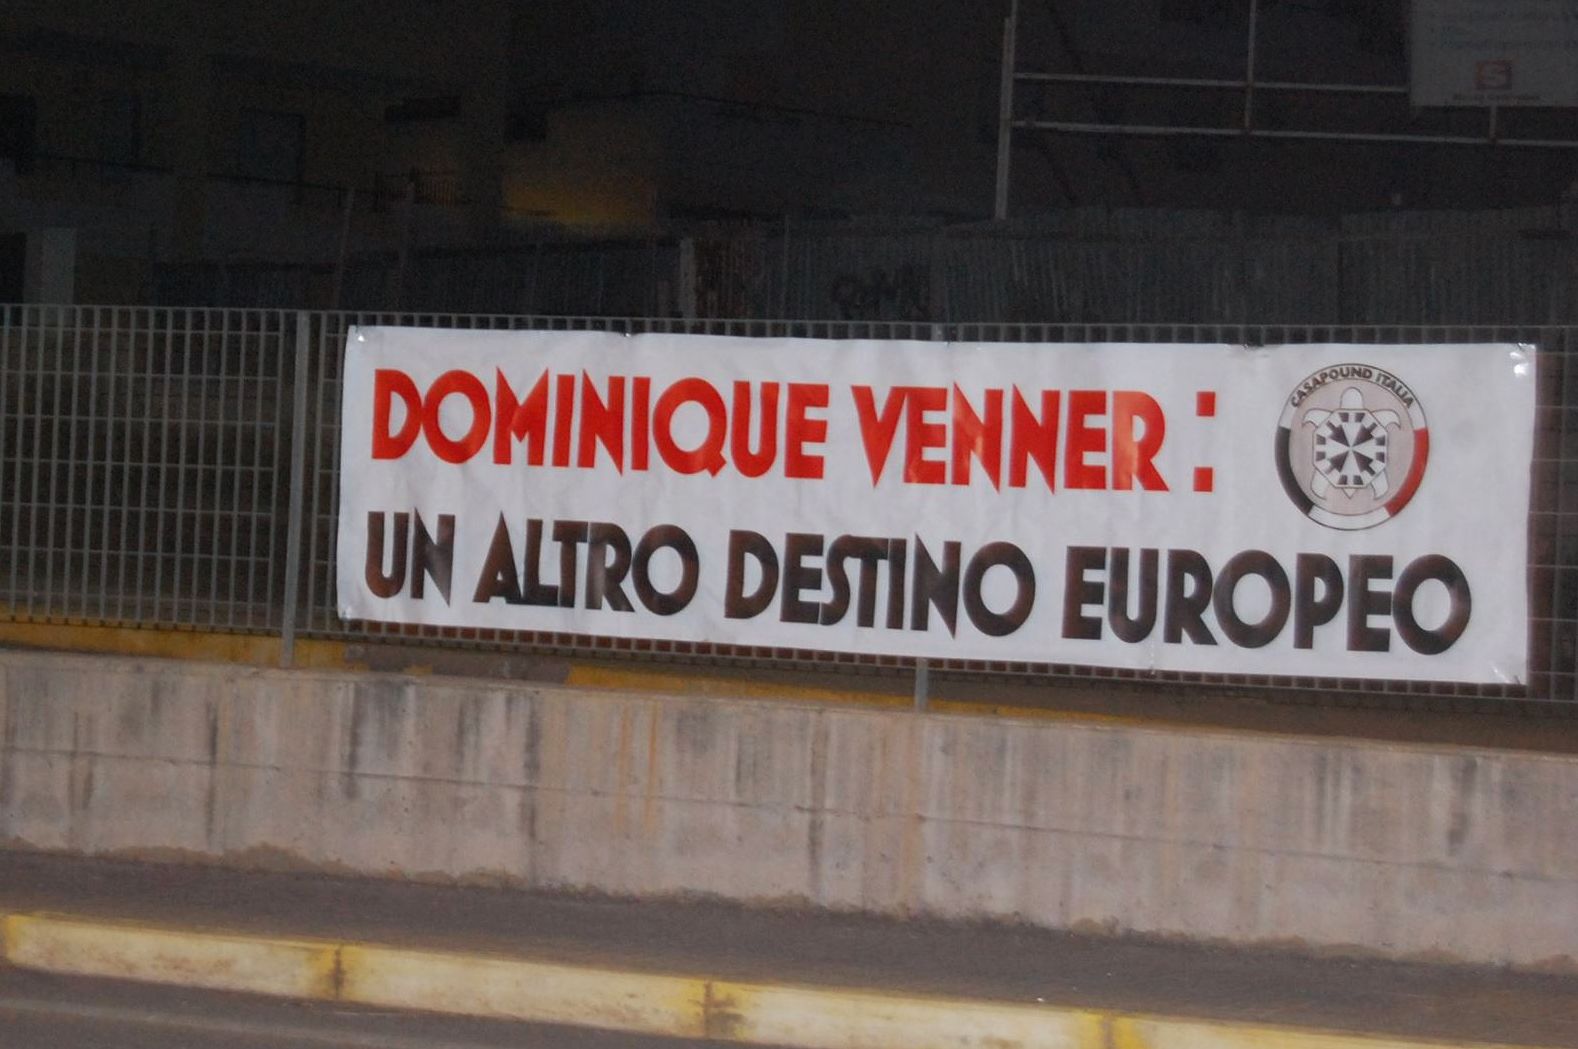 DOMINIQUE VENNER :
UN ALTRO DESTINO EUROPEO
CASAPOUND ITALIA
S